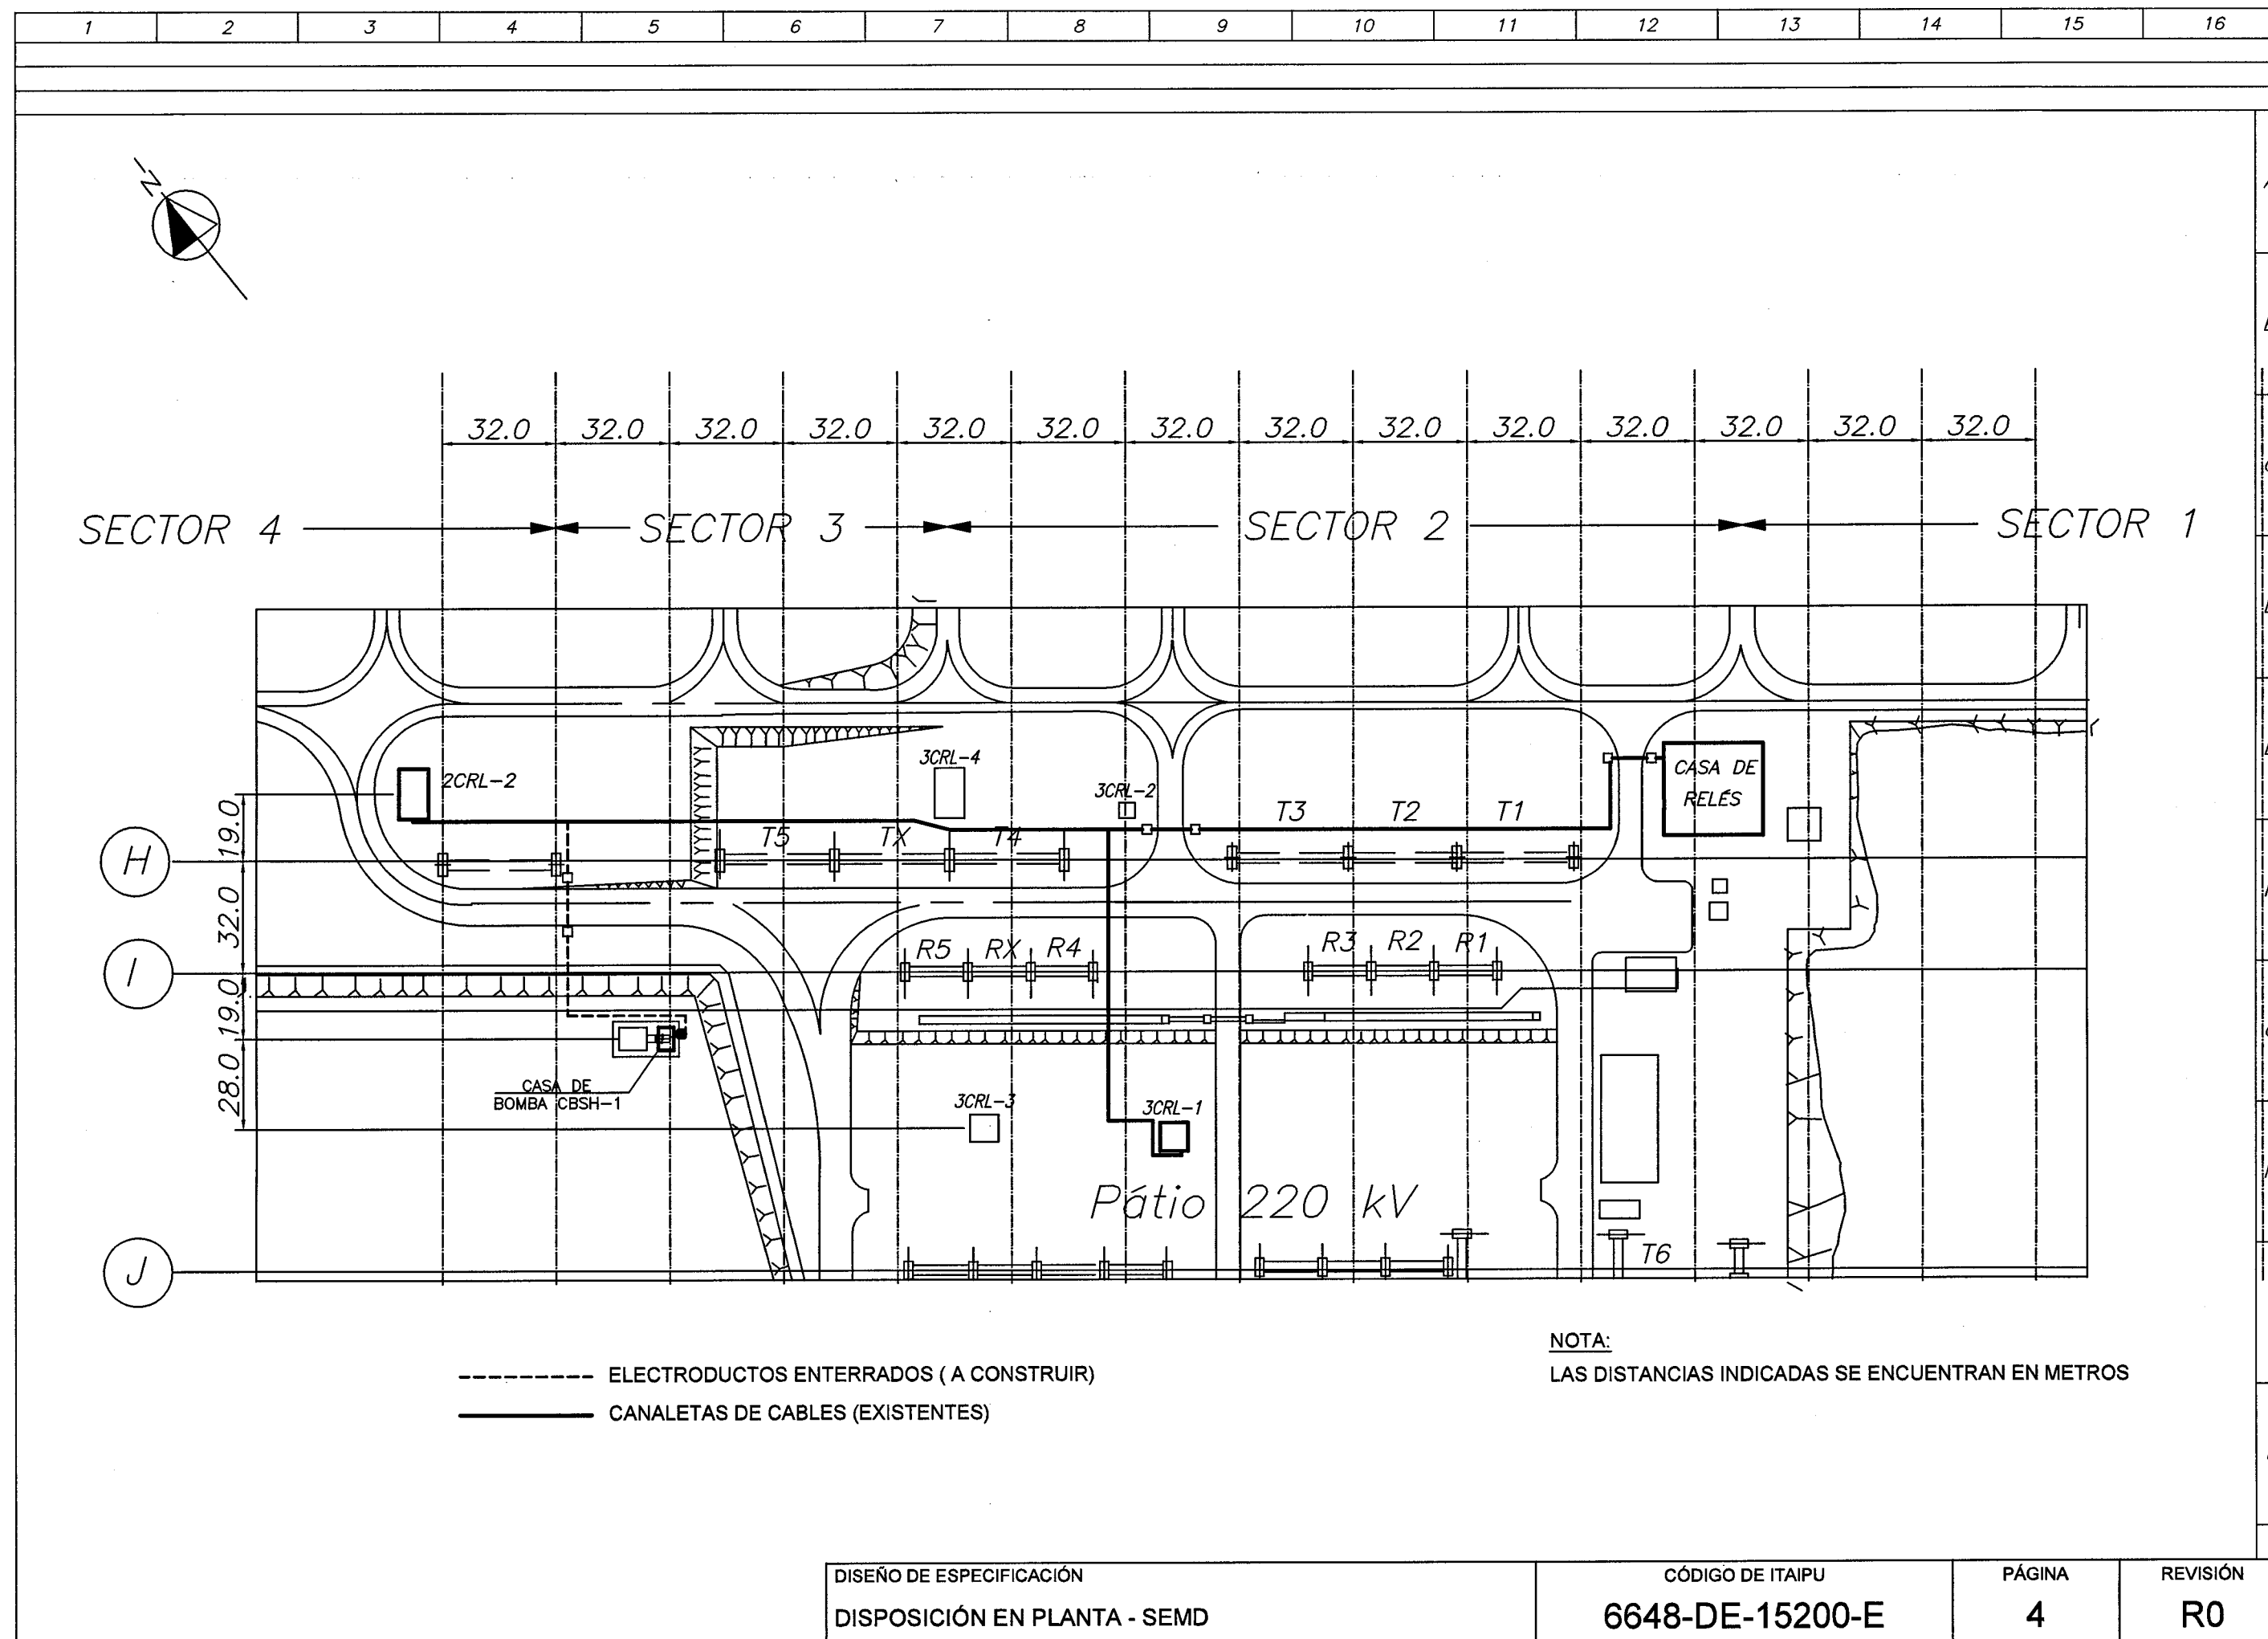 1 2 3 4 5 6 7 8 9 10 11 12 13 14 15 16
N
32.0 32.0 32.0 32.0 32.0 32.0 32.0 32.0 32.0 32.0 32.0 32.0 32.0 32.0
SECTOR 4 SECTOR 3 SECTOR 2 SECTOR 1
2CRL-2 3CRL-4 CASA DE
RELÉS
3CRL-2
19.0
T3 T2 T1
T5 TX T4
H
32.0
R5 RX R4 R3 R2 R1
I
19.0
28.0
CASA DE
BOMBA CBSH-1
3CRL-3 3CRL-1
Pátio 220 kV
T6
J
NOTA:
ELECTRODUCTOS ENTERRADOS ( A CONSTRUIR) LAS DISTANCIAS INDICADAS SE ENCUENTRAN EN METROS
CANALETAS DE CABLES (EXISTENTES)
DISEÑO DE ESPECIFICACIÓN CÓDIGO DE ITAIPU PÁGINA REVISIÓN
DISPOSICIÓN EN PLANTA - SEMD 6648-DE-15200-E 4 R0